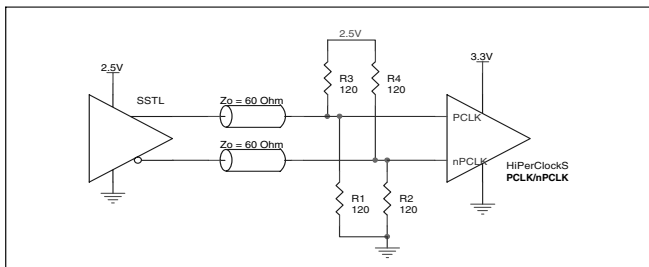 2.5V
3.3V
2.5V
SSTL
Zo = 60 Ohm
R3
120
R4
120
PCLK
Zo = 60 Ohm
nPCLK
HiPerClockS
PCLK/nPCLK
R1
120
R2
120